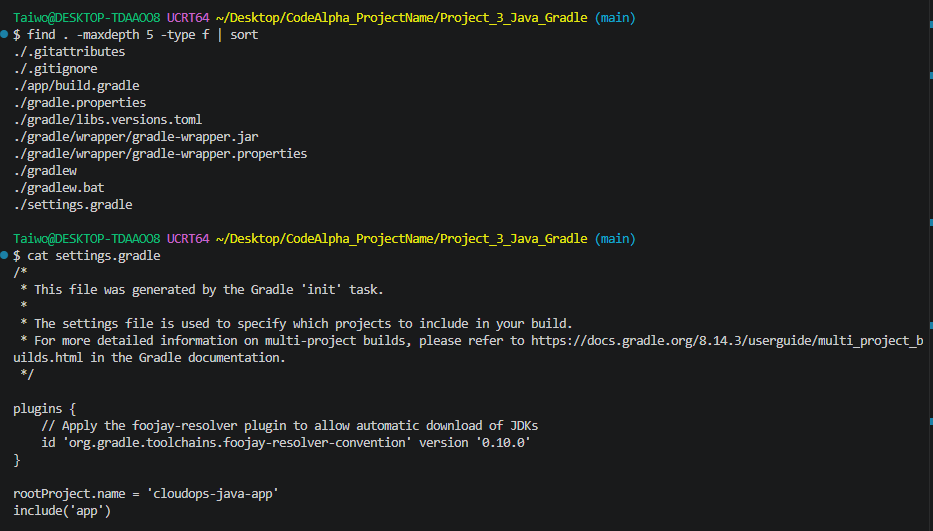 Taiwo@DESKTOP-TDAAOO8 UCRT64 ~/Desktop/CodeAlpha_ProjectName/Project_3_Java_Gradle (main)
$ find . -maxdepth 5 -type f | sort
./.gitattributes
./.gitignore
./app/build.gradle
./gradle.properties
./gradle/libs.versions.toml
./gradle/wrapper/gradle-wrapper.jar
./gradle/wrapper/gradle-wrapper.properties
./gradlew
./gradlew.bat
./settings.gradle

Taiwo@DESKTOP-TDAAOO8 UCRT64 ~/Desktop/CodeAlpha_ProjectName/Project_3_Java_Gradle (main)
$ cat settings.gradle
/*
 * This file was generated by the Gradle 'init' task.
 *
 * The settings file is used to specify which projects to include in your build.
 * For more detailed information on multi-project builds, please refer to https://docs.gradle.org/8.14.3/userguide/multi_project_b
uilds.html in the Gradle documentation.
 */

plugins {
    // Apply the foojay-resolver plugin to allow automatic download of JDKs
    id 'org.gradle.toolchains.foojay-resolver-convention' version '0.10.0'
}

rootProject.name = 'cloudops-java-app'
include('app')